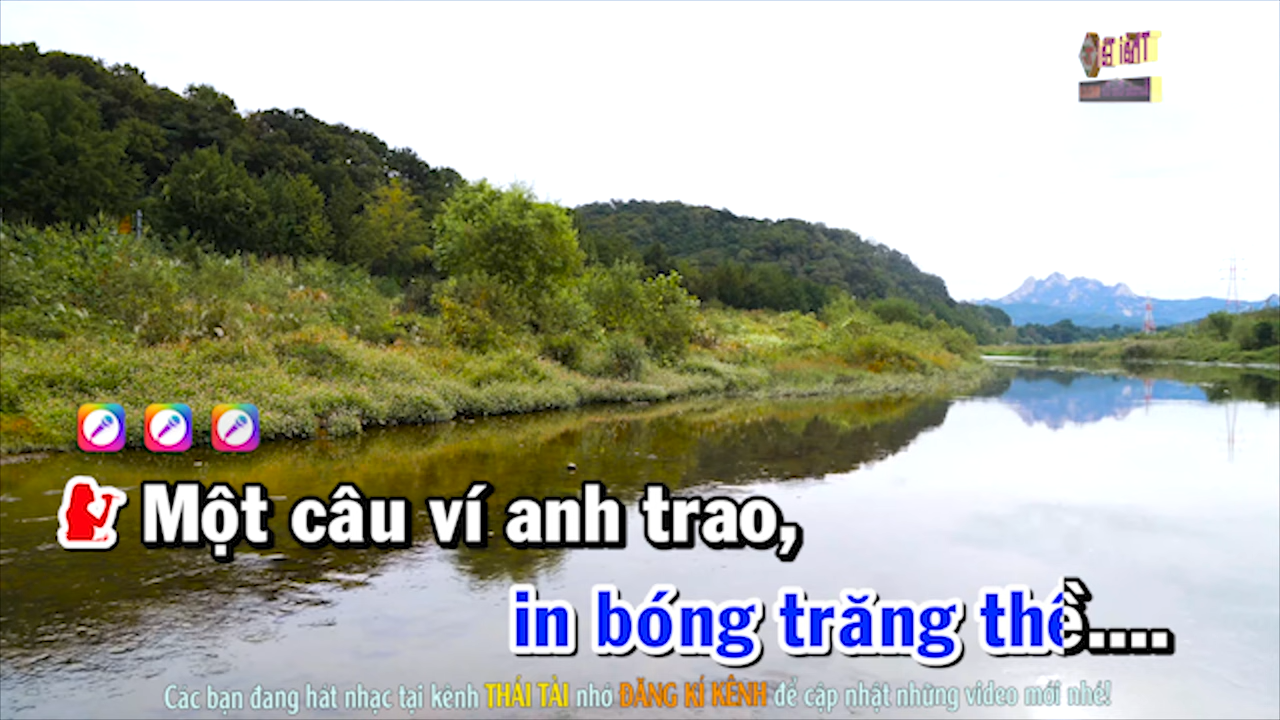 Một câu ví anh trao,
in bóng trăng thề....
Các bạn đang hát nhạc tại kênh THÁI TÀI nhớ ĐĂNG KÍ KÊNH để cập nhật những video mới nhé!